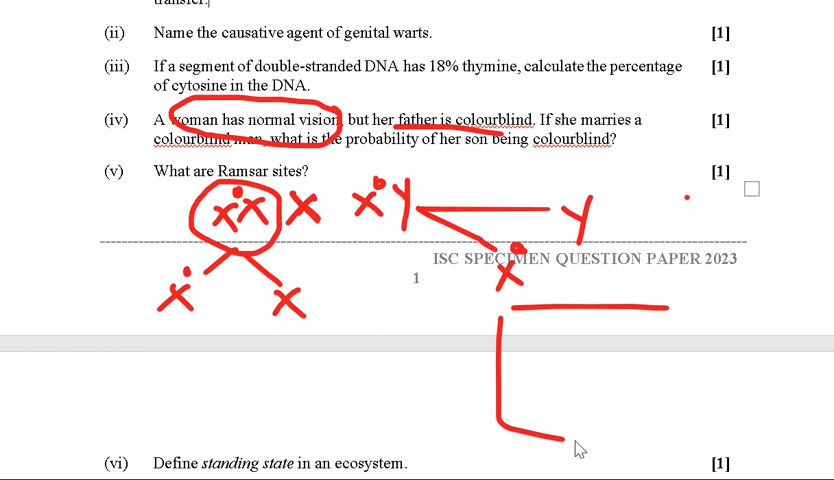 transfer.
(ii) Name the causative agent of genital warts. [1]
(iii) If a segment of double-stranded DNA has 18% thymine, calculate the percentage [1]
of cytosine in the DNA.
(iv) A woman has normal vision, but her father is colourblind. If she marries a [1]
colourblind man, what is the probability of her son being colourblind?
(v) What are Ramsar sites? [1]
X X X X Y Y
ISC SPECIMEN QUESTION PAPER 2023
X X X
1
(vi) Define standing state in an ecosystem. [1]